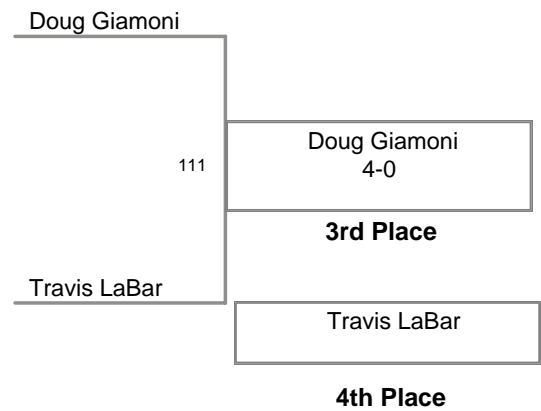 Doug Giamoni
Doug Giamoni
4-0
111
3rd Place
Travis LaBar
Travis LaBar
4th Place